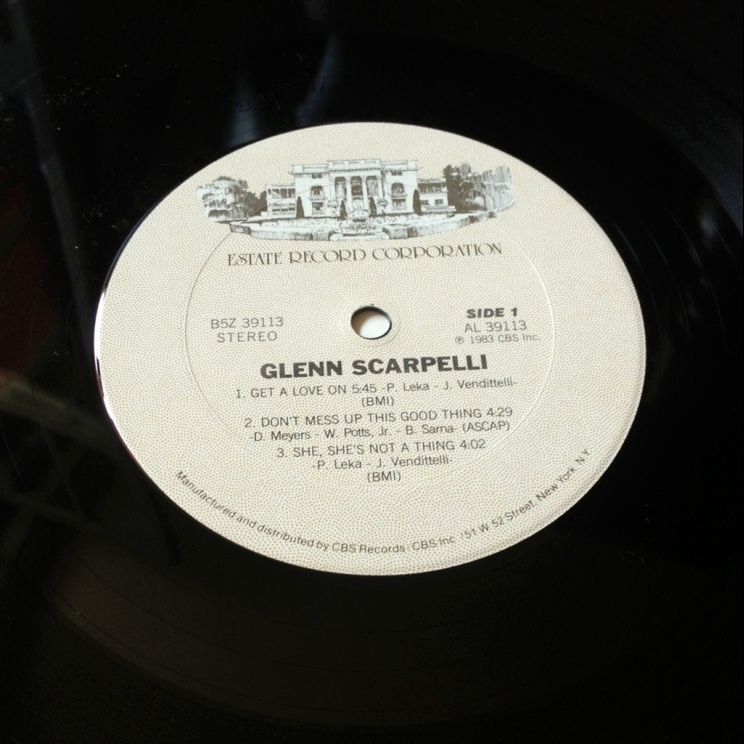 ESTATE RECORD CORPORATION
B5Z 39113
STEREO
SIDE 1
AL 39113
℗ 1983 CBS Inc.
GLENN SCARPELLI
1. GET A LOVE ON 5:45 -P. Leka - J. Vendittelli-
(BMI)
2. DON'T MESS UP THIS GOOD THING 4:29
-D. Meyers - W. Potts, Jr. - B. Sarna- (ASCAP)
3. SHE, SHE'S NOT A THING 4:02
-P. Leka - J. Vendittelli-
(BMI)
Manufactured and distributed by CBS Records / CBS Inc. / 51 W 52 Street, New York, N.Y.